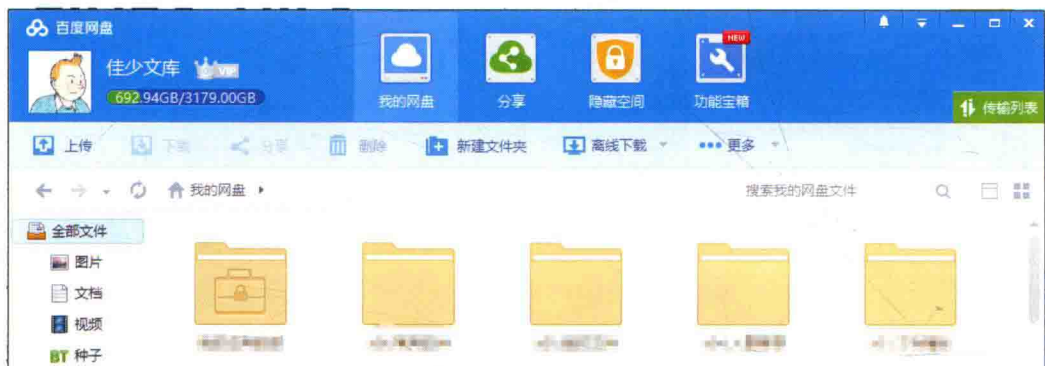 百度网盘
佳少文库 VIP
692.94GB/3179.00GB
我的网盘 分享 隐藏空间 NEW 功能宝箱
传输列表
上传 下载 分享 删除 新建文件夹 离线下载 更多
我的网盘
搜索我的网盘文件
全部文件
图片
文档
视频
BT 种子